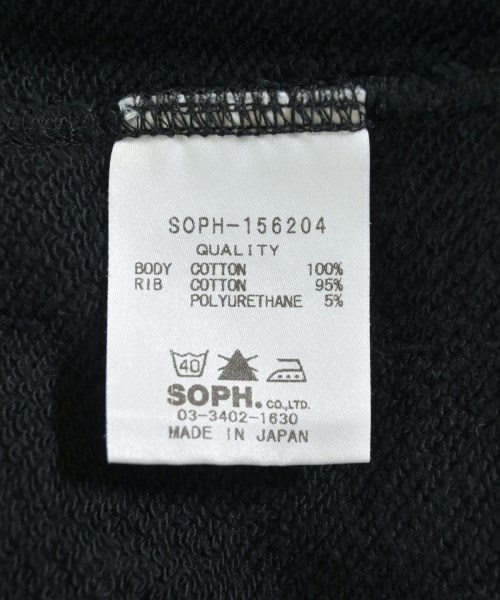 SOPH-156204
QUALITY
BODY COTTON 100%
RIB COTTON 95%
POLYURETHANE 5%
40
SOPH. CO.,LTD.
03-3402-1630
MADE IN JAPAN